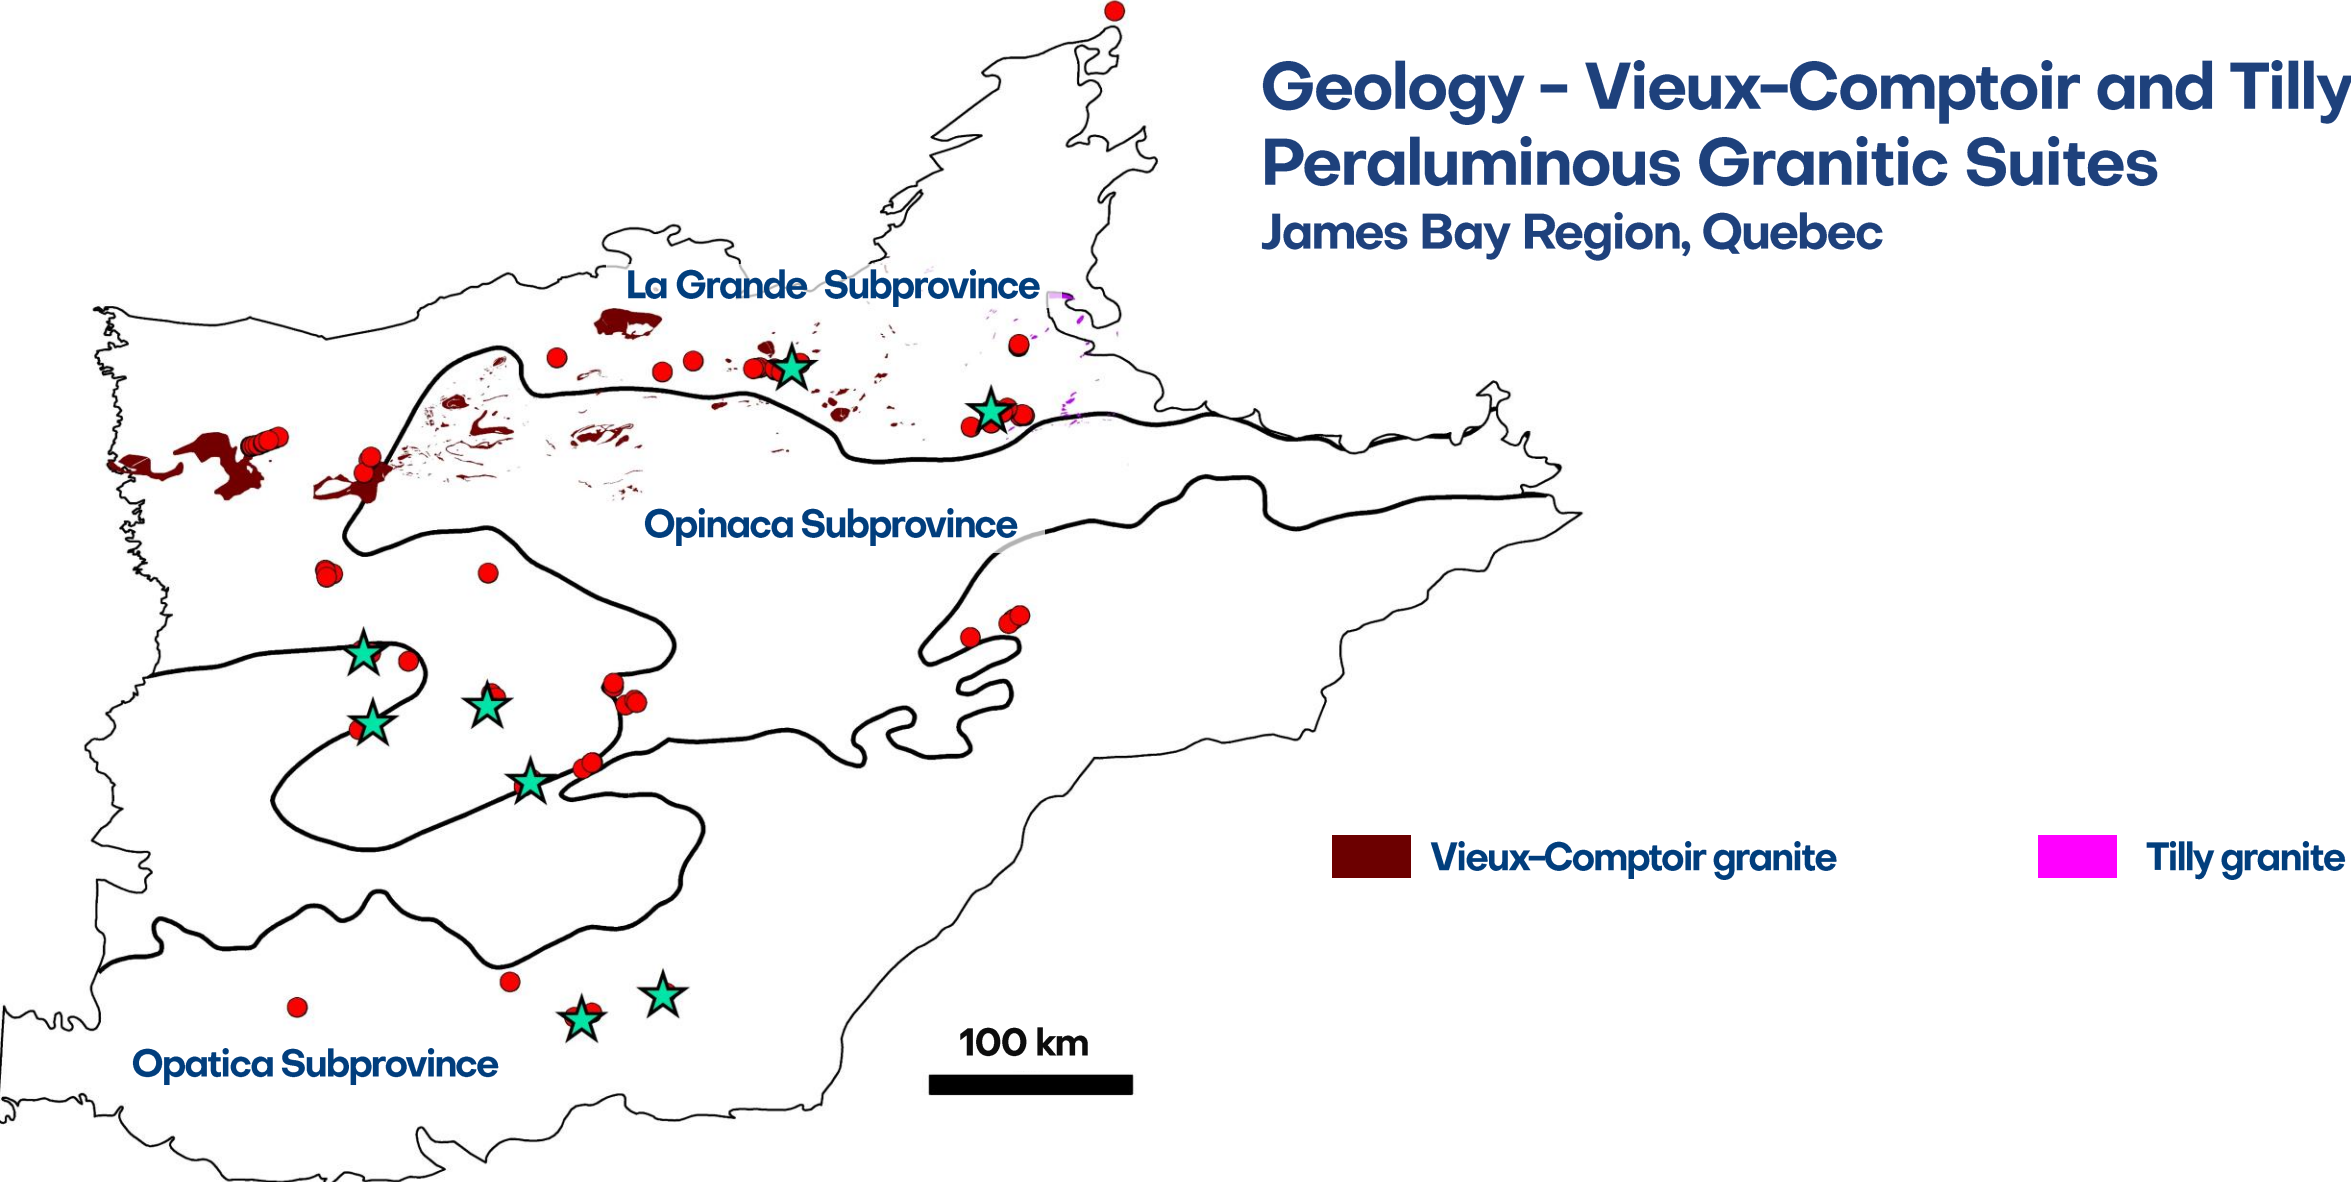 Geology - Vieux-Comptoir and Tilly
Peraluminous Granitic Suites
James Bay Region, Quebec
La Grande Subprovince
Opinaca Subprovince
Vieux-Comptoir granite
Tilly granite
100 km
Opatica Subprovince